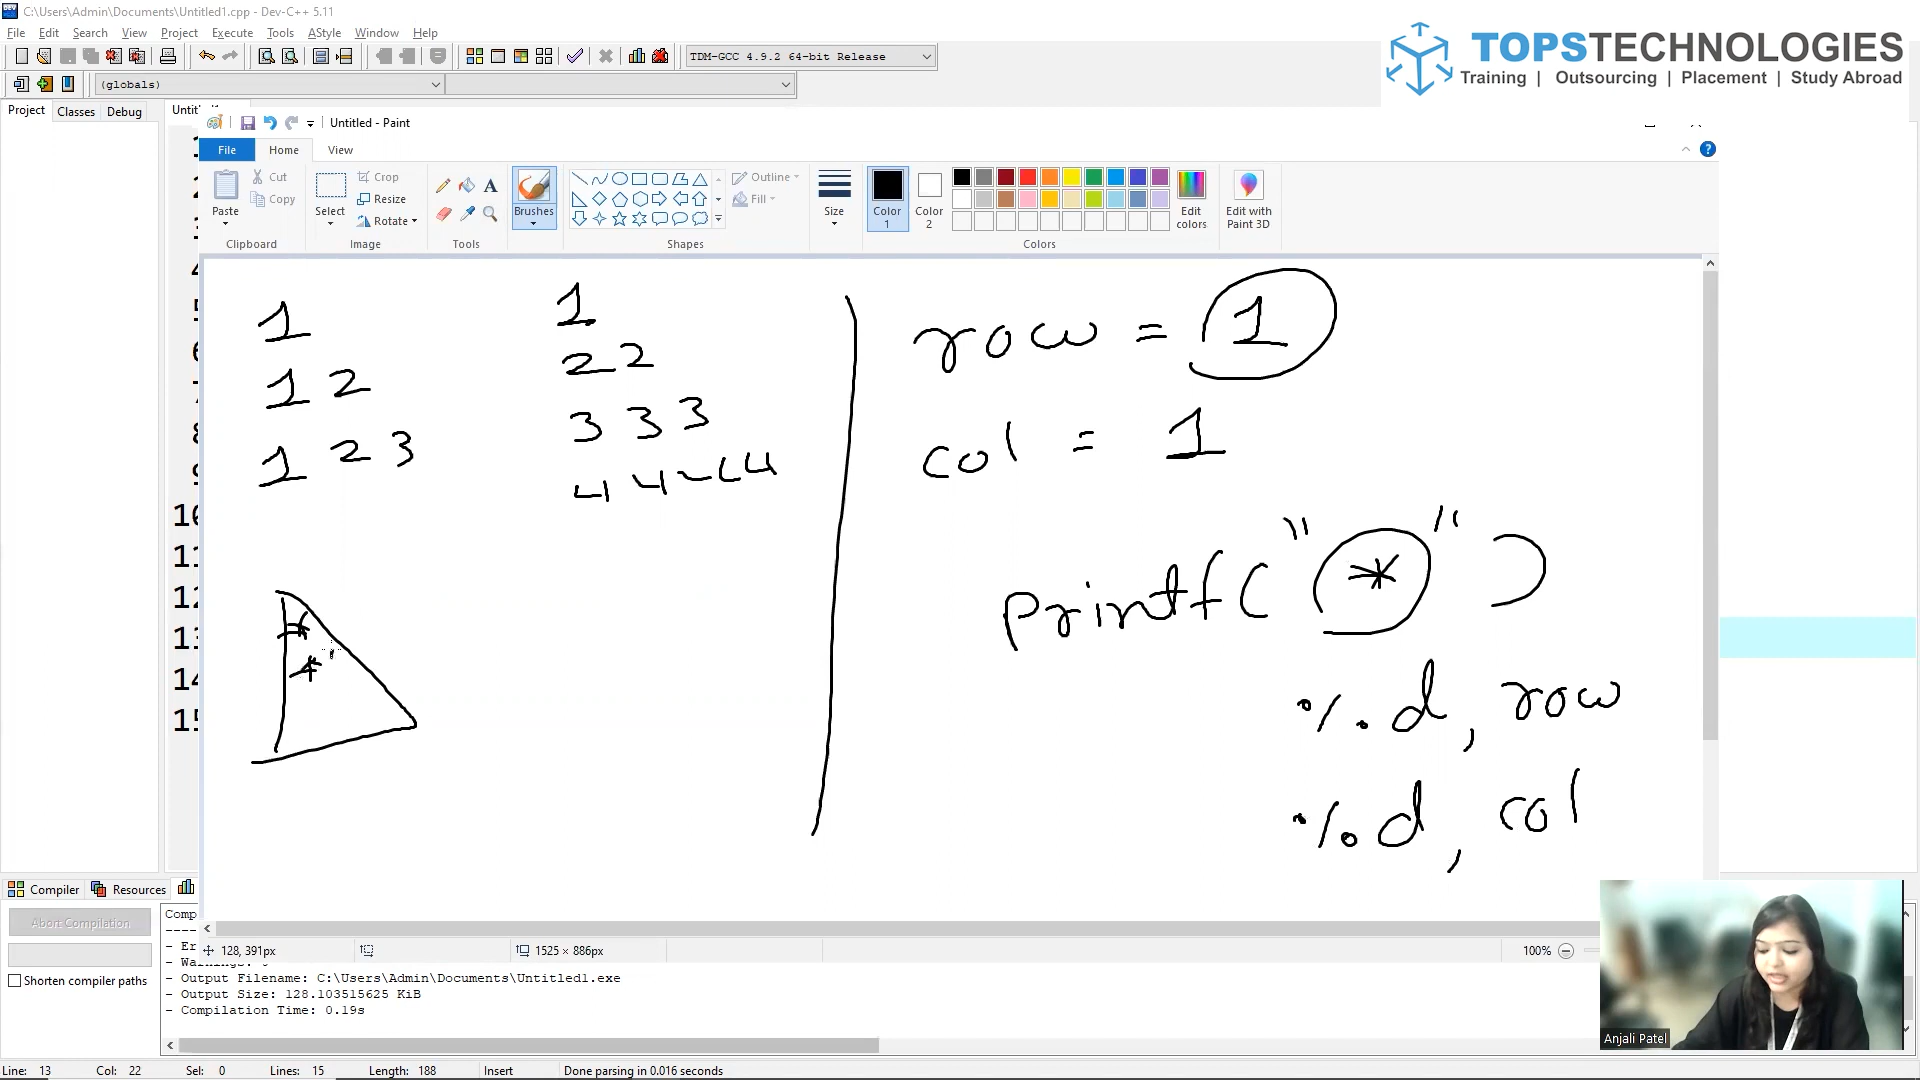 C:\Users\Admin\Documents\Untitled1.cpp - Dev-C++ 5.11
File Edit Search View Project Execute Tools AStyle Window Help
TDM-GCC 4.9.2 64-bit Release
(globals)
TOPSTECHNOLOGIES
Training | Outsourcing | Placement | Study Abroad
Project Classes Debug
Untitled - Paint
File Home View
Paste Cut Copy
Clipboard
Select Crop Resize Rotate
Image
A
Tools
Brushes
Outline Fill
Shapes
Size
Color 1
Color 2
Edit colors
Colors
Edit with Paint 3D
10
11
12
13
14
15
1
1 2
1 2 3
1
2 2
3 3 3
4 4 4 4
* 
*
row = 1
col = 1
printf("*")
%d, row
%d, col
Compiler Resources
Abort Compilation
Shorten compiler paths
128, 391px
1525 × 886px
100%
- Output Filename: C:\Users\Admin\Documents\Untitled1.exe
- Output Size: 128.103515625 KiB
- Compilation Time: 0.19s
Anjali Patel
Line: 13 Col: 22 Sel: 0 Lines: 15 Length: 188 Insert Done parsing in 0.016 seconds